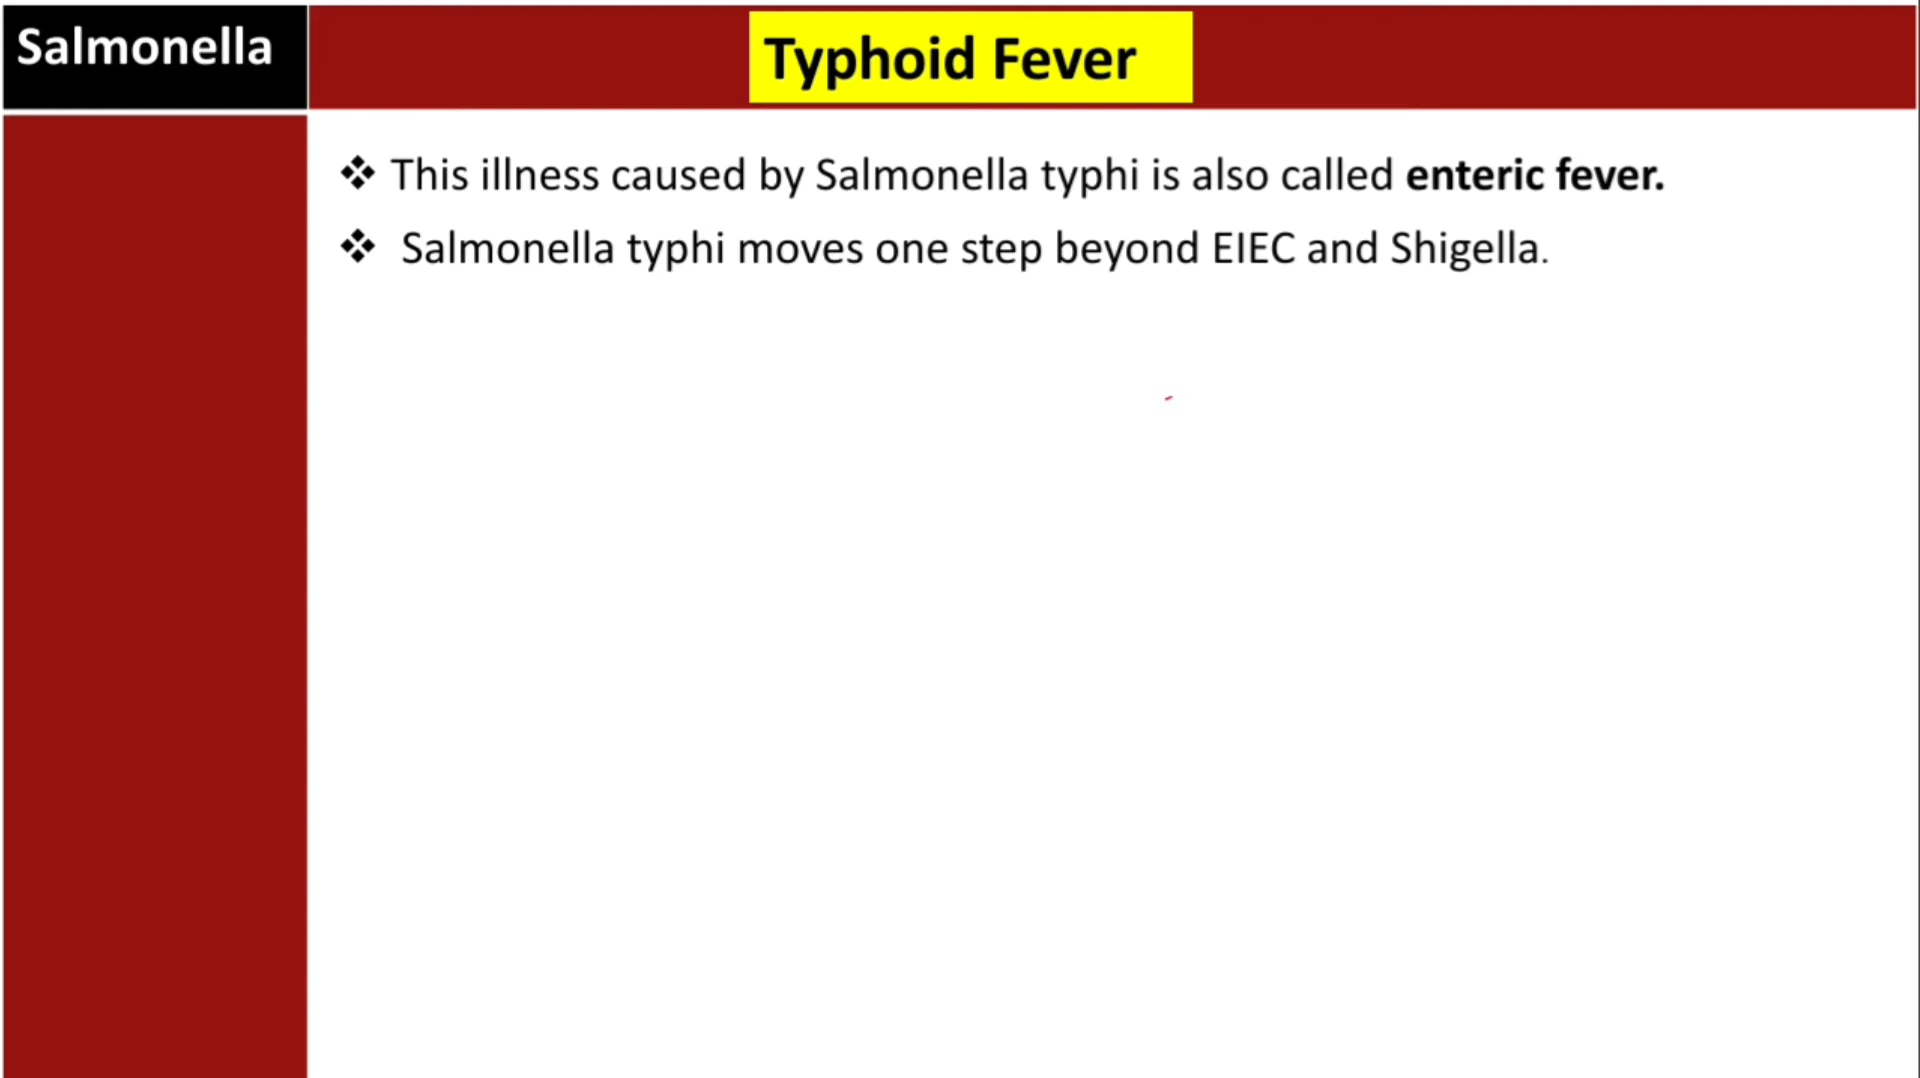 Salmonella
Typhoid Fever
❖ This illness caused by Salmonella typhi is also called enteric fever.
❖ Salmonella typhi moves one step beyond EIEC and Shigella.